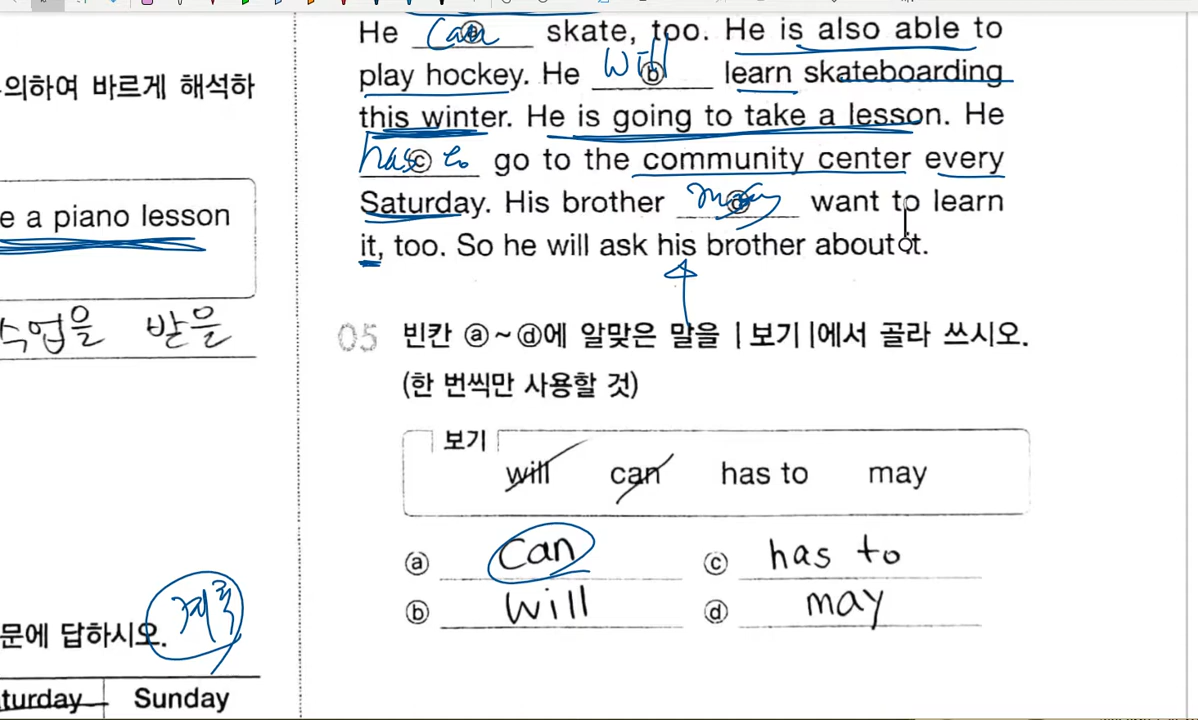 He can ⓐ skate, too. He is also able to
play hockey. He will ⓑ learn skateboarding
this winter. He is going to take a lesson. He
has to ⓒ go to the community center every
Saturday. His brother may ⓓ want to learn
it, too. So he will ask his brother about it.
05 빈칸 ⓐ~ⓓ에 알맞은 말을 |보기|에서 골라 쓰시오.
(한 번씩만 사용할 것)
보기
will can has to may
ⓐ can ⓒ has to
ⓑ will ⓓ may
의하여 바르게 해석하
e a piano lesson
수업을 받을
문에 답하시오.
turday Sunday